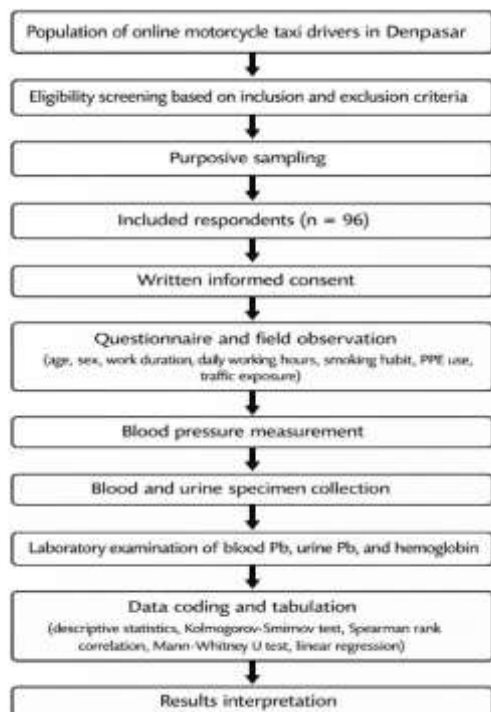 Population of online motorcycle taxi drivers in Denpasar
Eligibility screening based on inclusion and exclusion criteria
Purposive sampling
Included respondents (n = 96)
Written informed consent
Questionnaire and field observation
(age, sex, work duration, daily working hours, smoking habit, PPE use,
traffic exposure)
Blood pressure measurement
Blood and urine specimen collection
Laboratory examination of blood Pb, urine Pb, and hemoglobin
Data coding and tabulation
(descriptive statistics, Kolmogorov-Smirnov test, Spearman rank
correlation, Mann-Whitney U test, linear regression)
Results interpretation